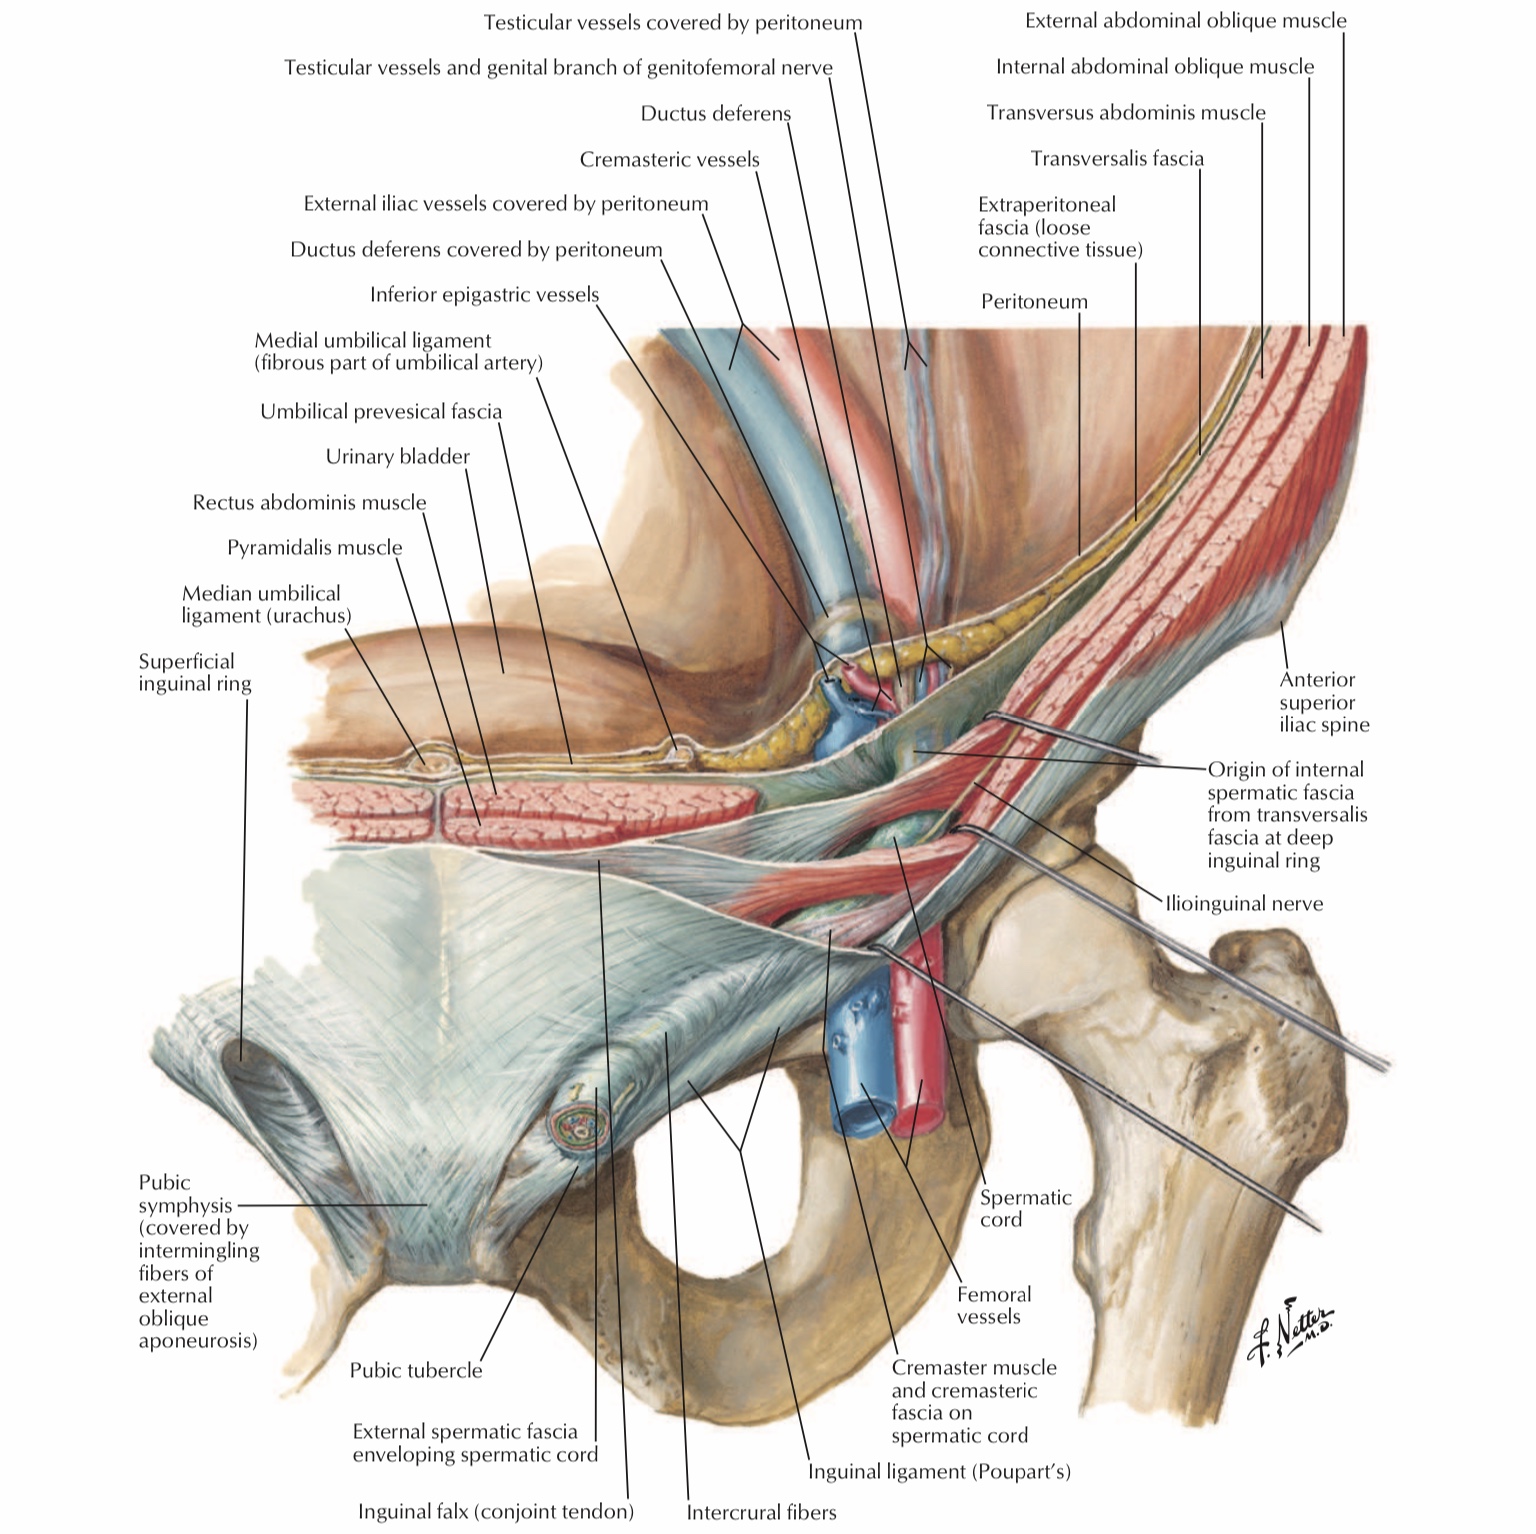 Testicular vessels covered by peritoneum
Testicular vessels and genital branch of genitofemoral nerve
Ductus deferens
Cremasteric vessels
External iliac vessels covered by peritoneum
Ductus deferens covered by peritoneum
Inferior epigastric vessels
Medial umbilical ligament
(fibrous part of umbilical artery)
Umbilical prevesical fascia
Urinary bladder
Rectus abdominis muscle
Pyramidalis muscle
Median umbilical
ligament (urachus)
Superficial
inguinal ring
External abdominal oblique muscle
Internal abdominal oblique muscle
Transversus abdominis muscle
Transversalis fascia
Extraperitoneal
fascia (loose
connective tissue)
Peritoneum
Anterior
superior
iliac spine
Origin of internal
spermatic fascia
from transversalis
fascia at deep
inguinal ring
Ilioinguinal nerve
Pubic
symphysis
(covered by
intermingling
fibers of
external
oblique
aponeurosis)
Spermatic
cord
Femoral
vessels
Pubic tubercle
Cremaster muscle
and cremasteric
fascia on
spermatic cord
External spermatic fascia
enveloping spermatic cord
Inguinal ligament (Poupart's)
Inguinal falx (conjoint tendon)
Intercrural fibers
F. Netter
M.D.